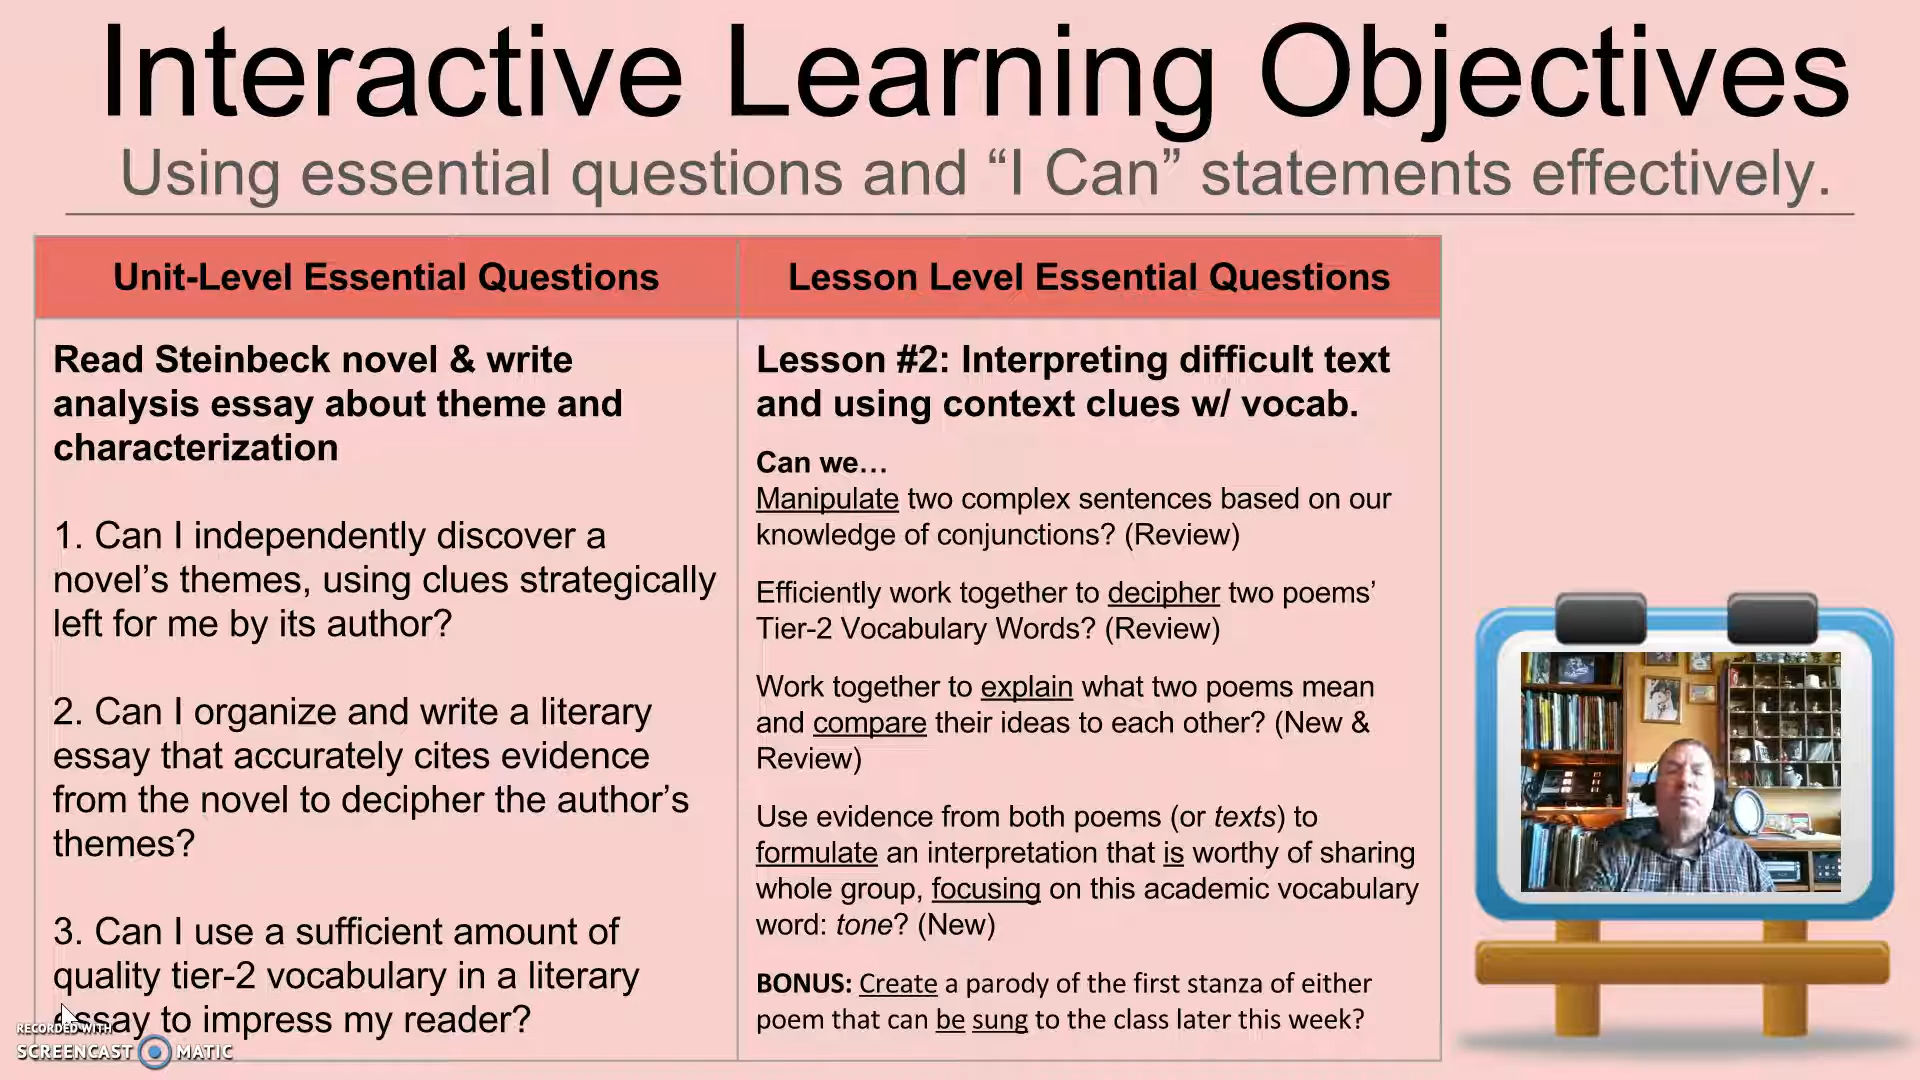 Interactive Learning Objectives
Using essential questions and “I Can” statements effectively.
Unit-Level Essential Questions
Read Steinbeck novel & write
analysis essay about theme and
characterization
1. Can I independently discover a
novel’s themes, using clues strategically
left for me by its author?
2. Can I organize and write a literary
essay that accurately cites evidence
from the novel to decipher the author’s
themes?
3. Can I use a sufficient amount of
quality tier-2 vocabulary in a literary
essay to impress my reader?
Lesson Level Essential Questions
Lesson #2: Interpreting difficult text
and using context clues w/ vocab.
Can we…
Manipulate two complex sentences based on our
knowledge of conjunctions? (Review)
Efficiently work together to decipher two poems’
Tier-2 Vocabulary Words? (Review)
Work together to explain what two poems mean
and compare their ideas to each other? (New &
Review)
Use evidence from both poems (or texts) to
formulate an interpretation that is worthy of sharing
whole group, focusing on this academic vocabulary
word: tone? (New)
BONUS: Create a parody of the first stanza of either
poem that can be sung to the class later this week?
RECORDED WITH
SCREENCAST MATIC